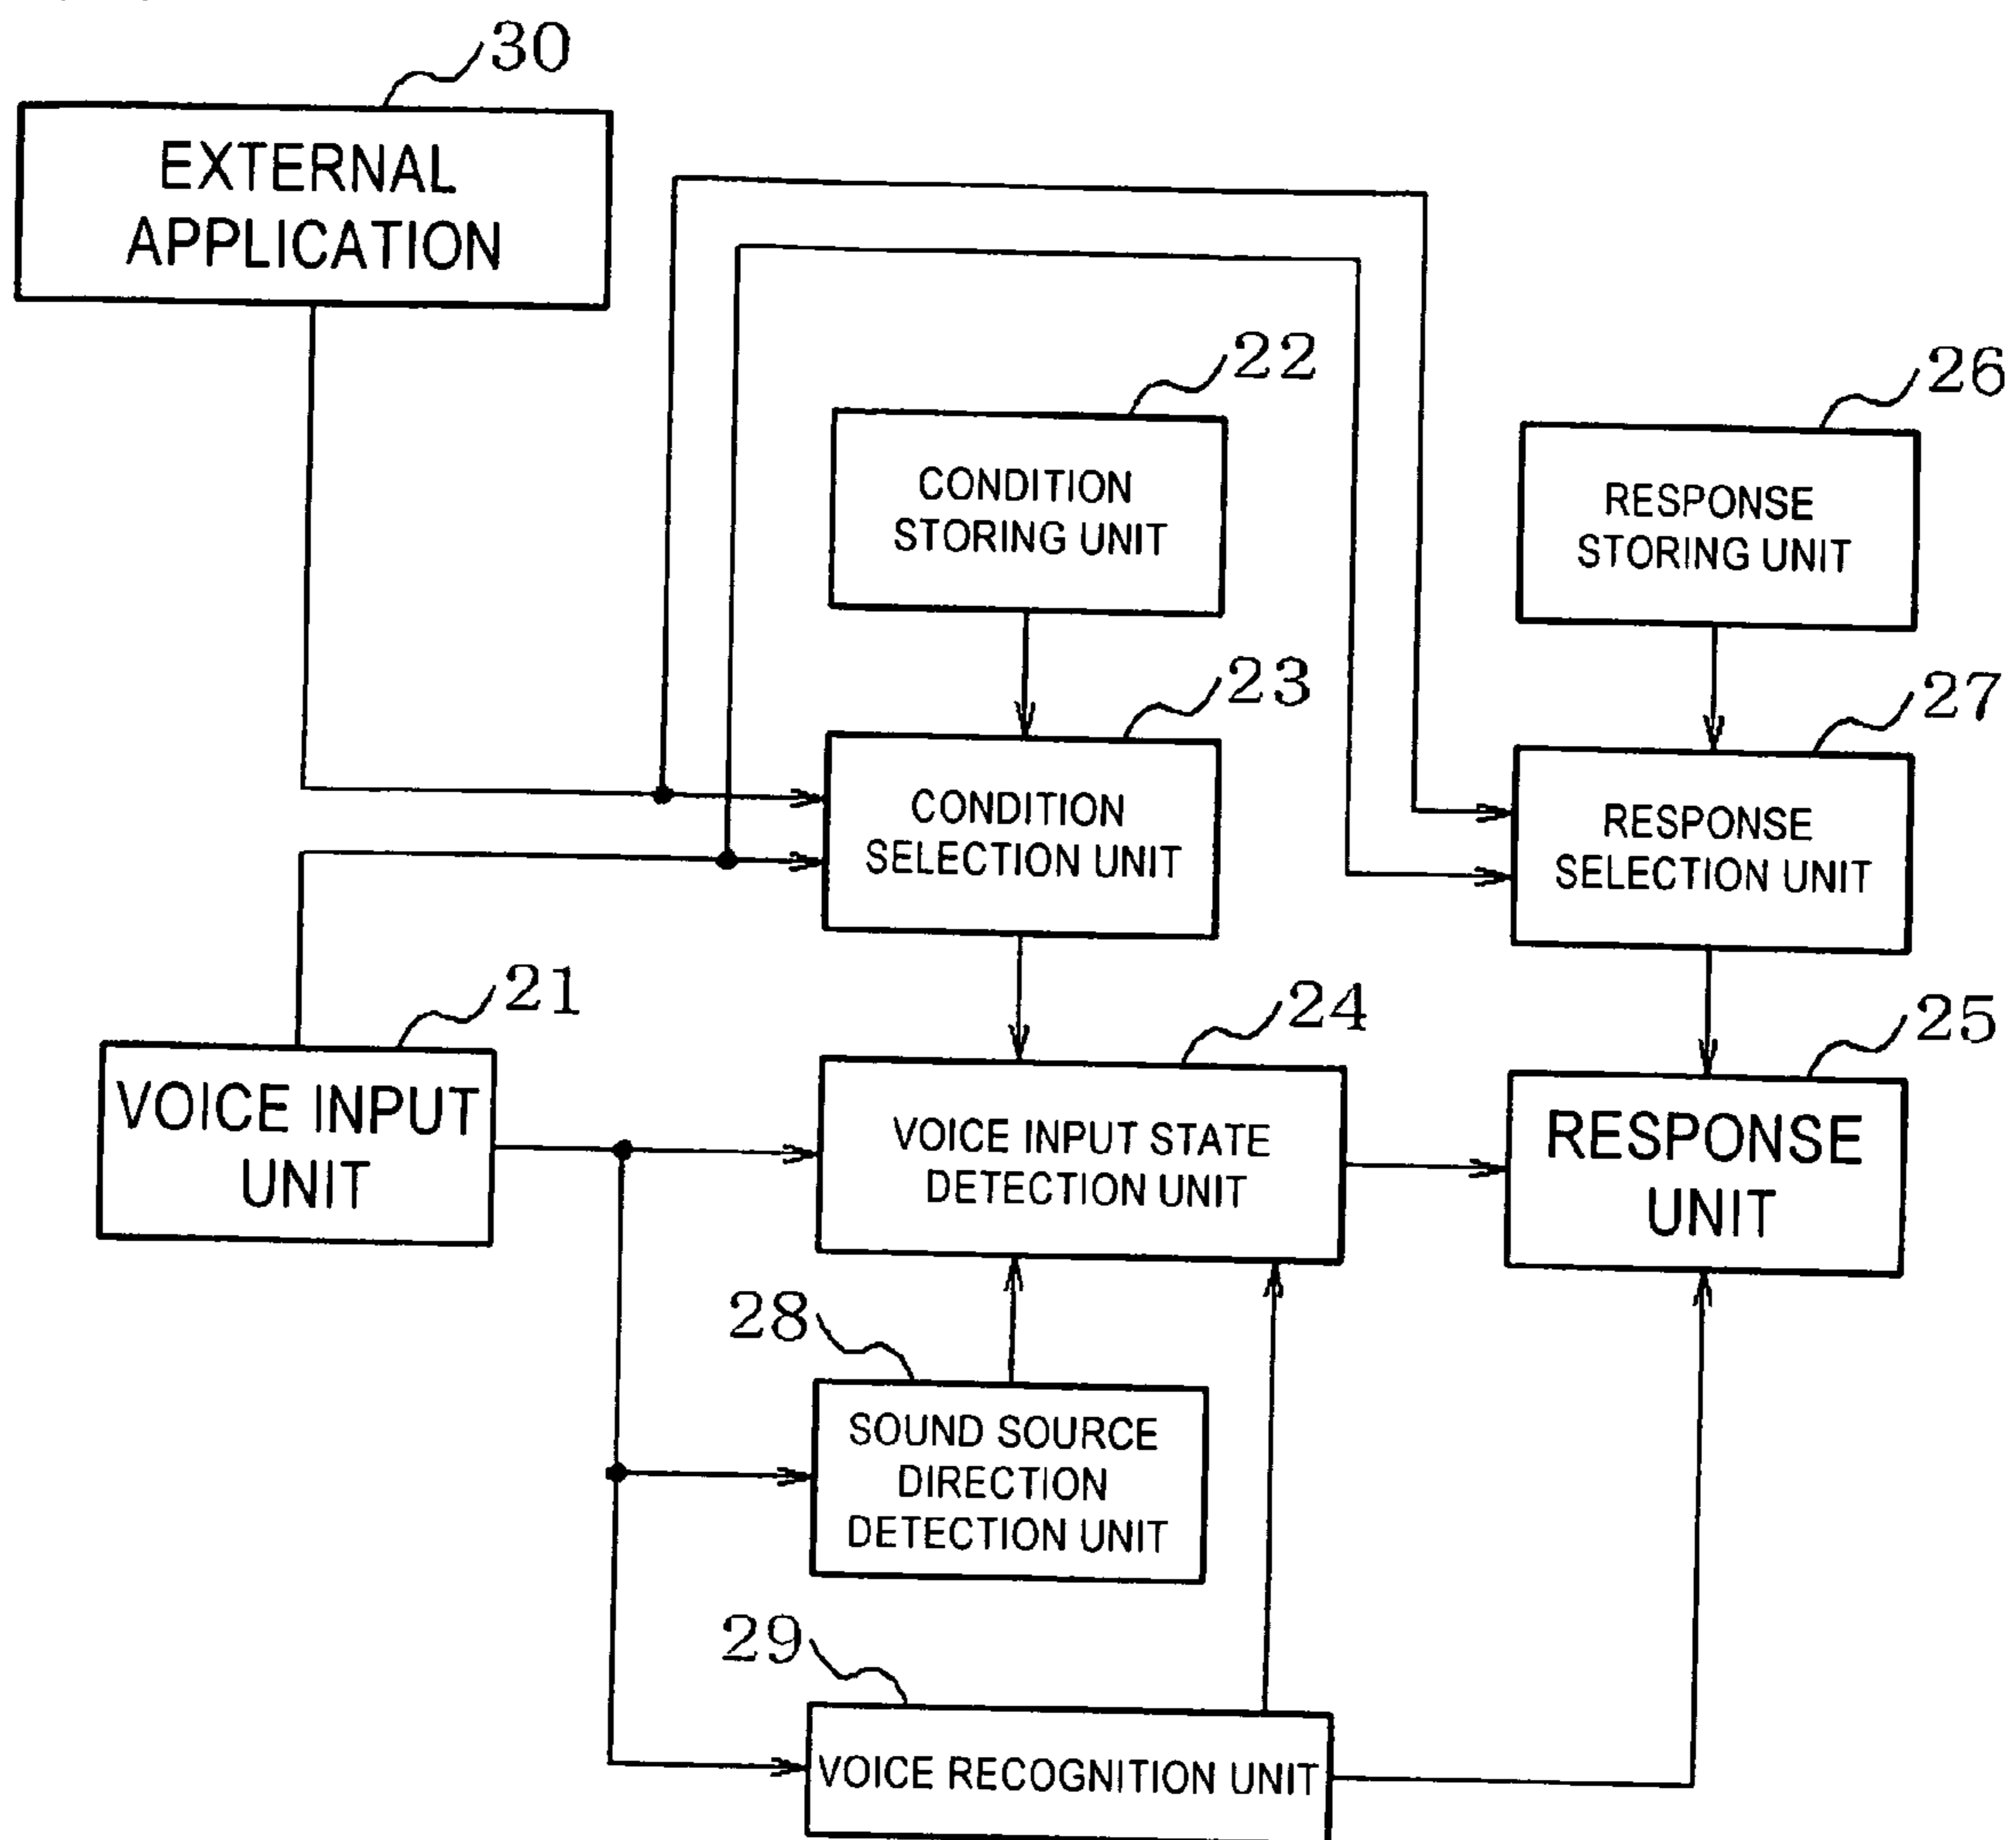 30
EXTERNAL
APPLICATION
22
CONDITION
STORING UNIT
26
RESPONSE
STORING UNIT
23
CONDITION
SELECTION UNIT
27
RESPONSE
SELECTION UNIT
21
VOICE INPUT
UNIT
24
VOICE INPUT STATE
DETECTION UNIT
25
RESPONSE
UNIT
28
SOUND SOURCE
DIRECTION
DETECTION UNIT
29
VOICE RECOGNITION UNIT